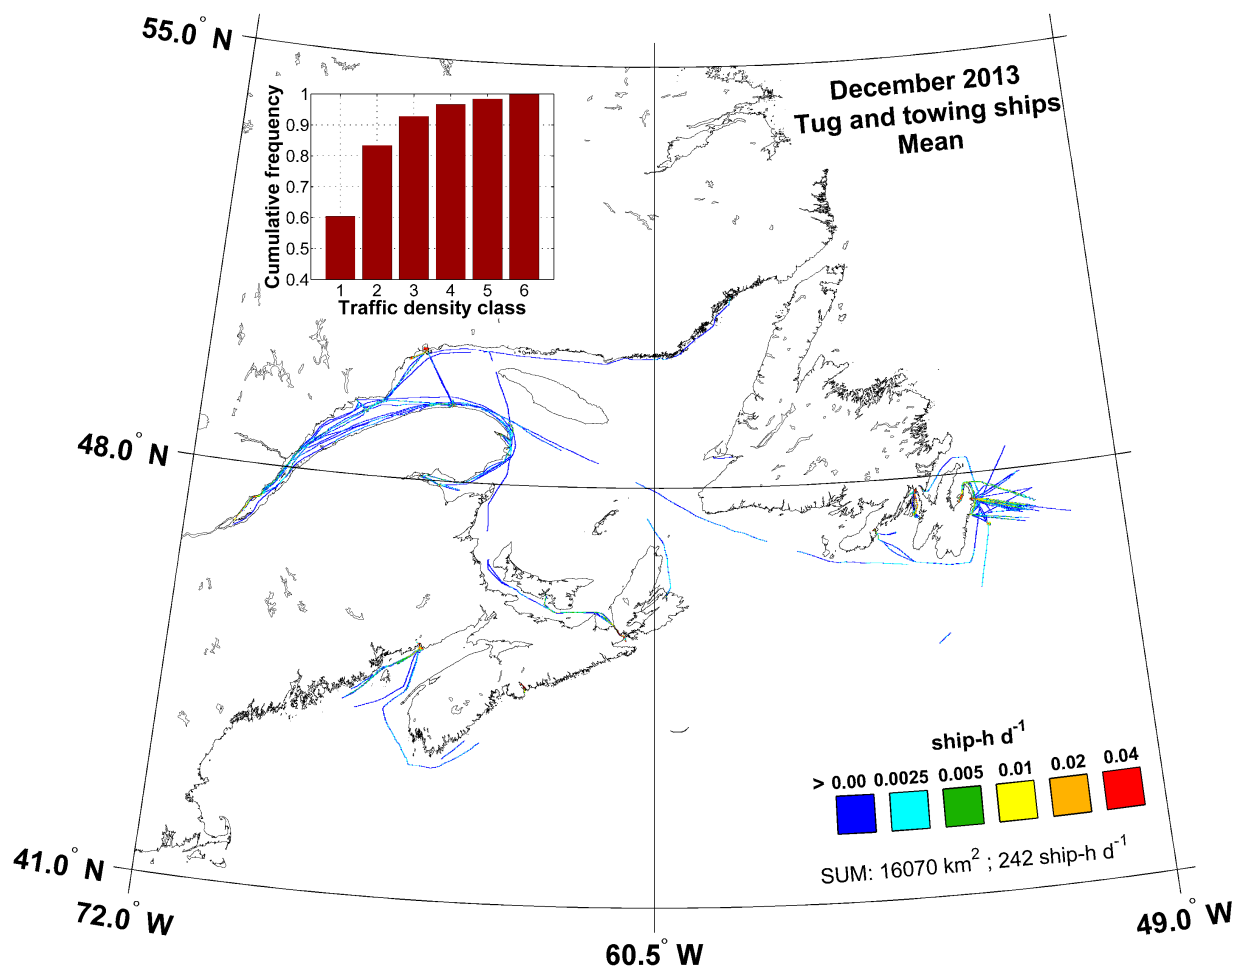 55.0° N
December 2013
Tug and towing ships
Mean
Cumulative frequency
1
0.9
0.8
0.7
0.6
0.5
0.4
1 2 3 4 5 6
Traffic density class
48.0° N
ship-h d⁻¹
> 0.00 0.0025 0.005 0.01 0.02 0.04
SUM: 16070 km² ; 242 ship-h d⁻¹
41.0° N
72.0° W
60.5° W
49.0° W